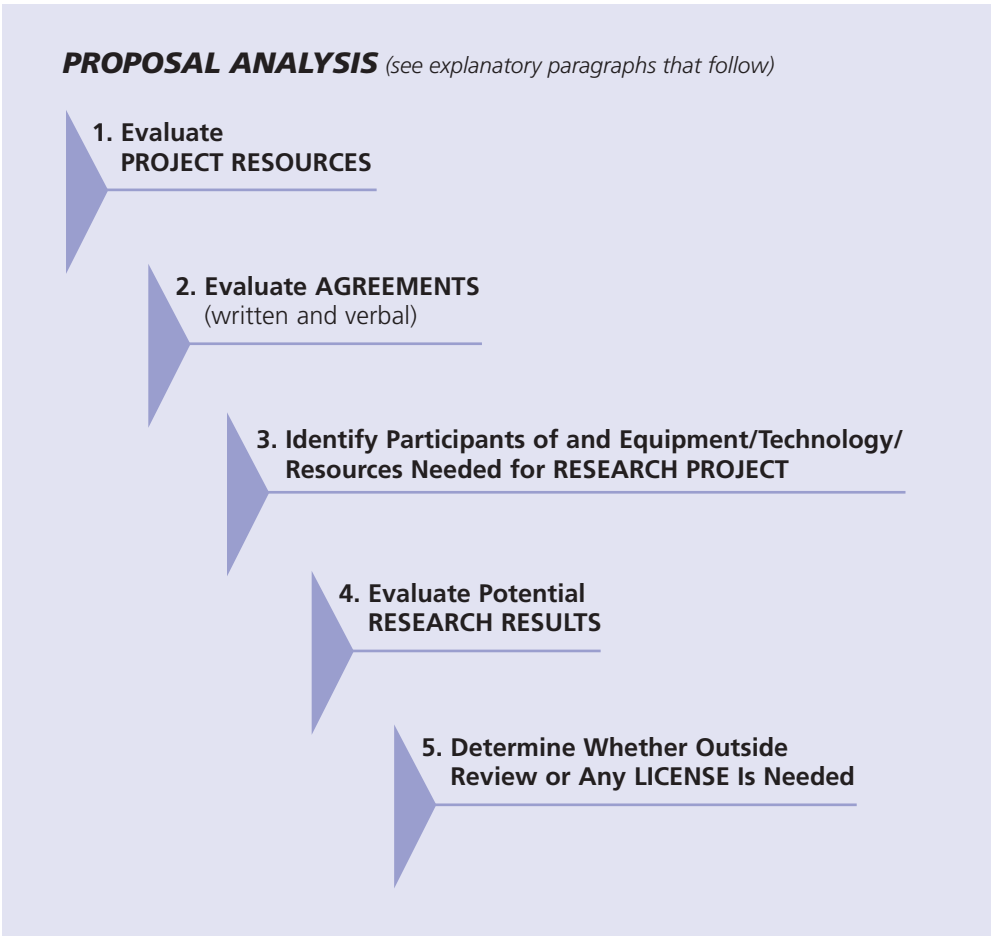 PROPOSAL ANALYSIS (see explanatory paragraphs that follow)
1. Evaluate
PROJECT RESOURCES
2. Evaluate AGREEMENTS
(written and verbal)
3. Identify Participants of and Equipment/Technology/
Resources Needed for RESEARCH PROJECT
4. Evaluate Potential
RESEARCH RESULTS
5. Determine Whether Outside
Review or Any LICENSE Is Needed